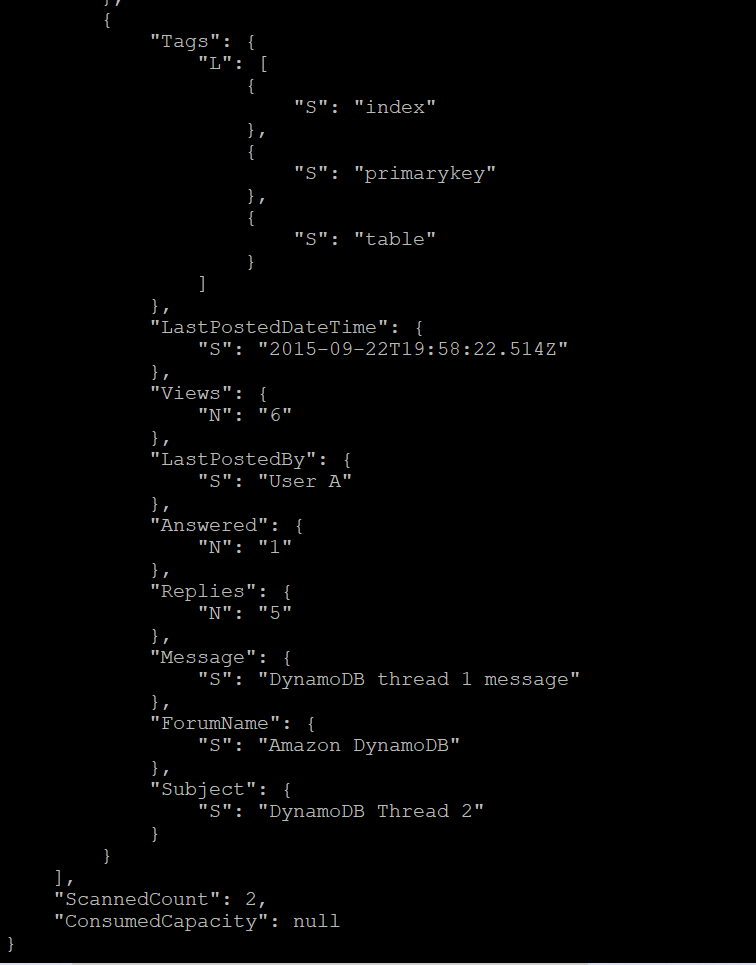 },
{
"Tags": {
"L": [
{
"S": "index"
},
{
"S": "primarykey"
},
{
"S": "table"
}
]
},
"LastPostedDateTime": {
"S": "2015-09-22T19:58:22.514Z"
},
"Views": {
"N": "6"
},
"LastPostedBy": {
"S": "User A"
},
"Answered": {
"N": "1"
},
"Replies": {
"N": "5"
},
"Message": {
"S": "DynamoDB thread 1 message"
},
"ForumName": {
"S": "Amazon DynamoDB"
},
"Subject": {
"S": "DynamoDB Thread 2"
}
}
],
"ScannedCount": 2,
"ConsumedCapacity": null
}